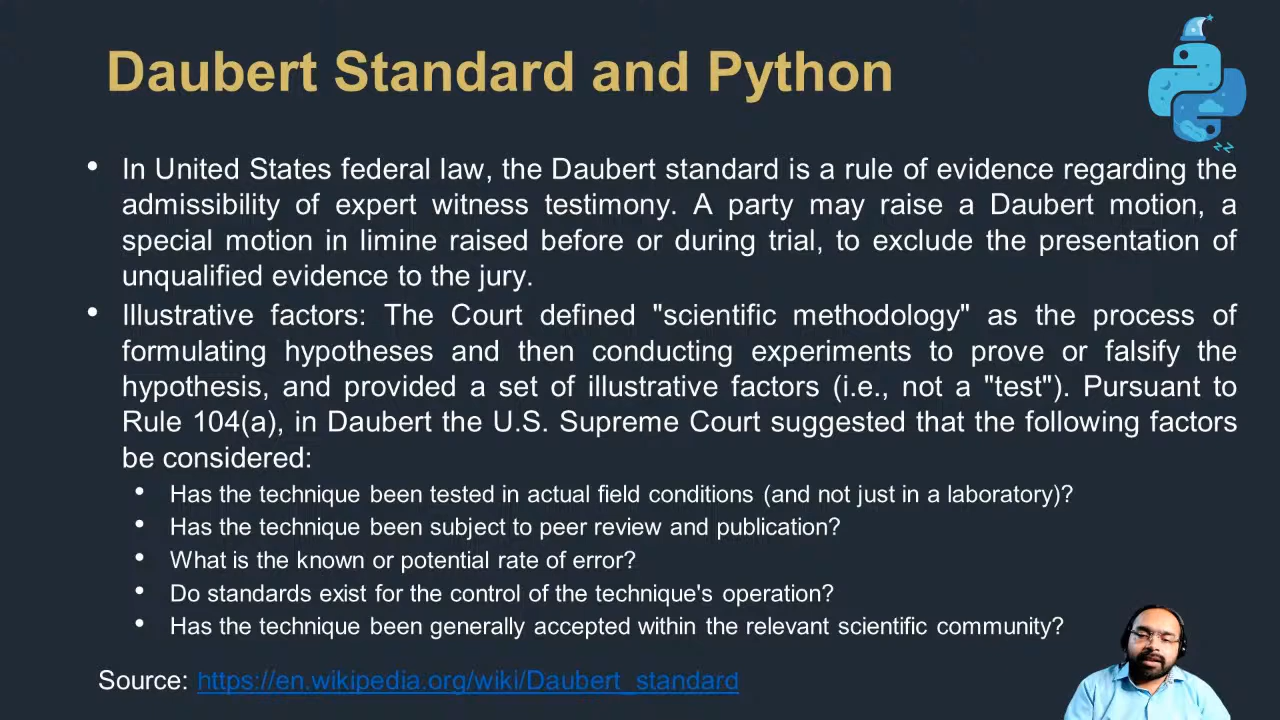 Daubert Standard and Python
• In United States federal law, the Daubert standard is a rule of evidence regarding the
admissibility of expert witness testimony. A party may raise a Daubert motion, a
special motion in limine raised before or during trial, to exclude the presentation of
unqualified evidence to the jury.
• Illustrative factors: The Court defined "scientific methodology" as the process of
formulating hypotheses and then conducting experiments to prove or falsify the
hypothesis, and provided a set of illustrative factors (i.e., not a "test"). Pursuant to
Rule 104(a), in Daubert the U.S. Supreme Court suggested that the following factors
be considered:
• Has the technique been tested in actual field conditions (and not just in a laboratory)?
• Has the technique been subject to peer review and publication?
• What is the known or potential rate of error?
• Do standards exist for the control of the technique's operation?
• Has the technique been generally accepted within the relevant scientific community?
Source: https://en.wikipedia.org/wiki/Daubert_standard
zz